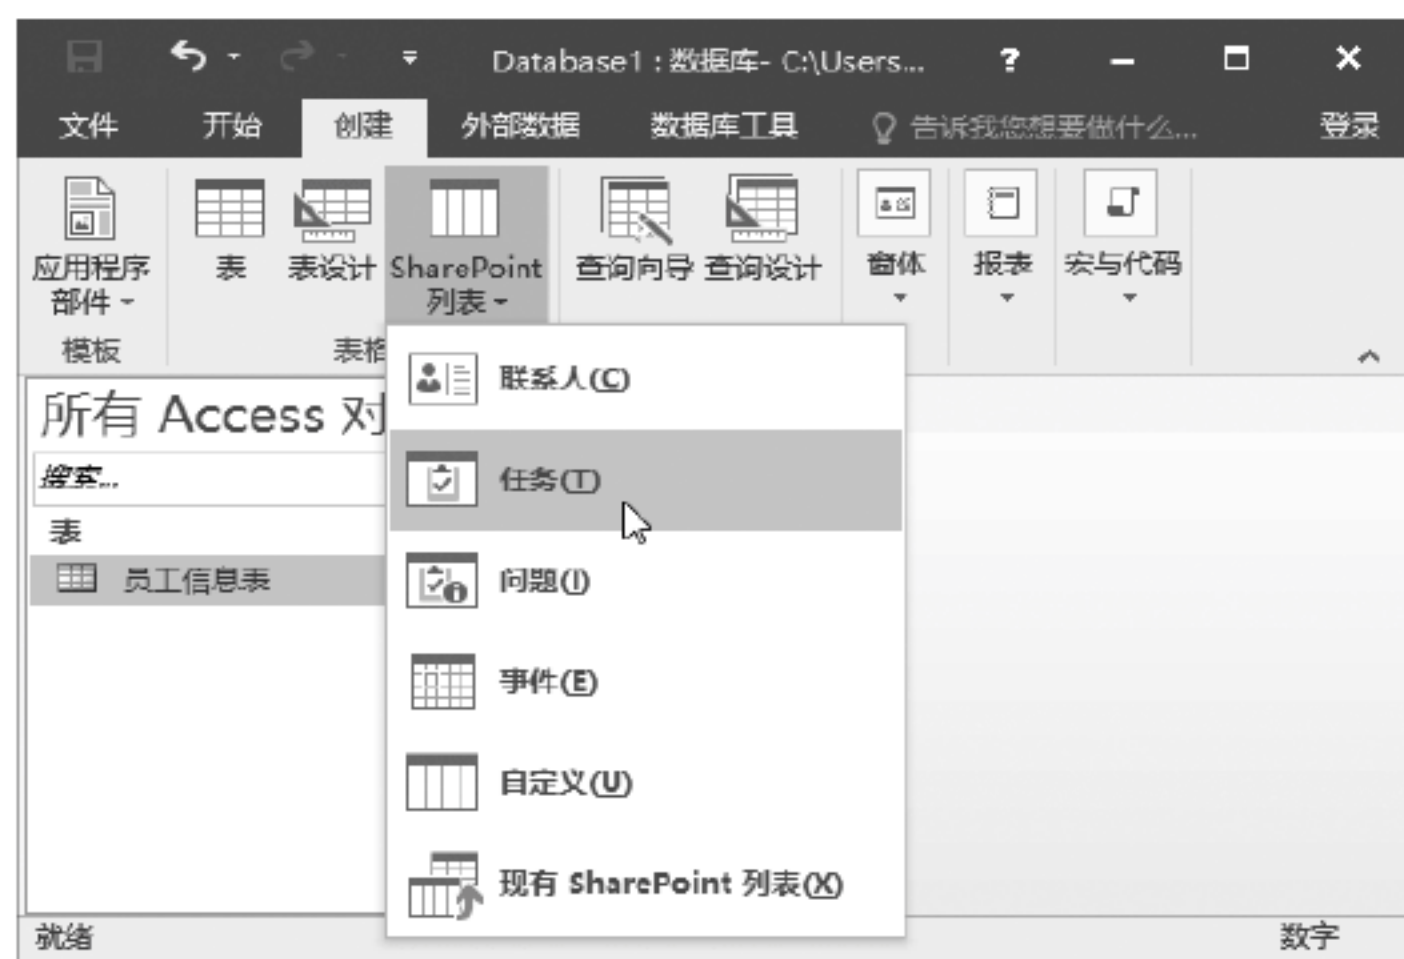 Database1 : 数据库- C:\Users... ?
文件 开始 创建 外部数据 数据库工具 告诉我您想要做什么... 登录
应用程序 表 表设计 SharePoint 查询向导 查询设计 窗体 报表 宏与代码
部件 列表
模板 表格
所有 Access 对
搜索...
表
员工信息表
联系人(C)
任务(T)
问题(I)
事件(E)
自定义(U)
现有 SharePoint 列表(X)
就绪 数字